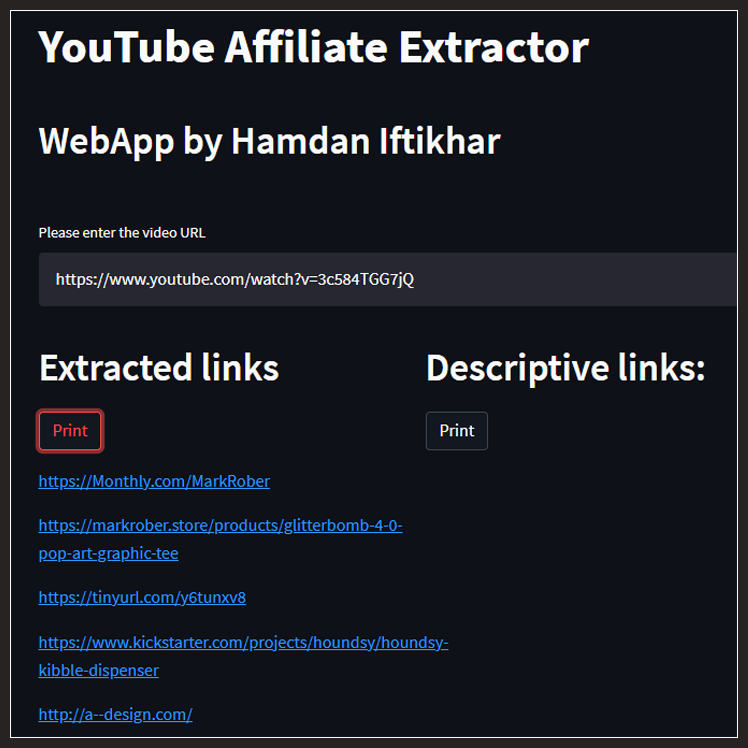 YouTube Affiliate Extractor
WebApp by Hamdan Iftikhar
Please enter the video URL
https://www.youtube.com/watch?v=3c584TGG7jQ
Extracted links
Descriptive links:
Print
Print
https://Monthly.com/MarkRober
https://markrober.store/products/glitterbomb-4-0-
pop-art-graphic-tee
https://tinyurl.com/y6tunxv8
https://www.kickstarter.com/projects/houndsy/houndsy-
kibble-dispenser
http://a--design.com/